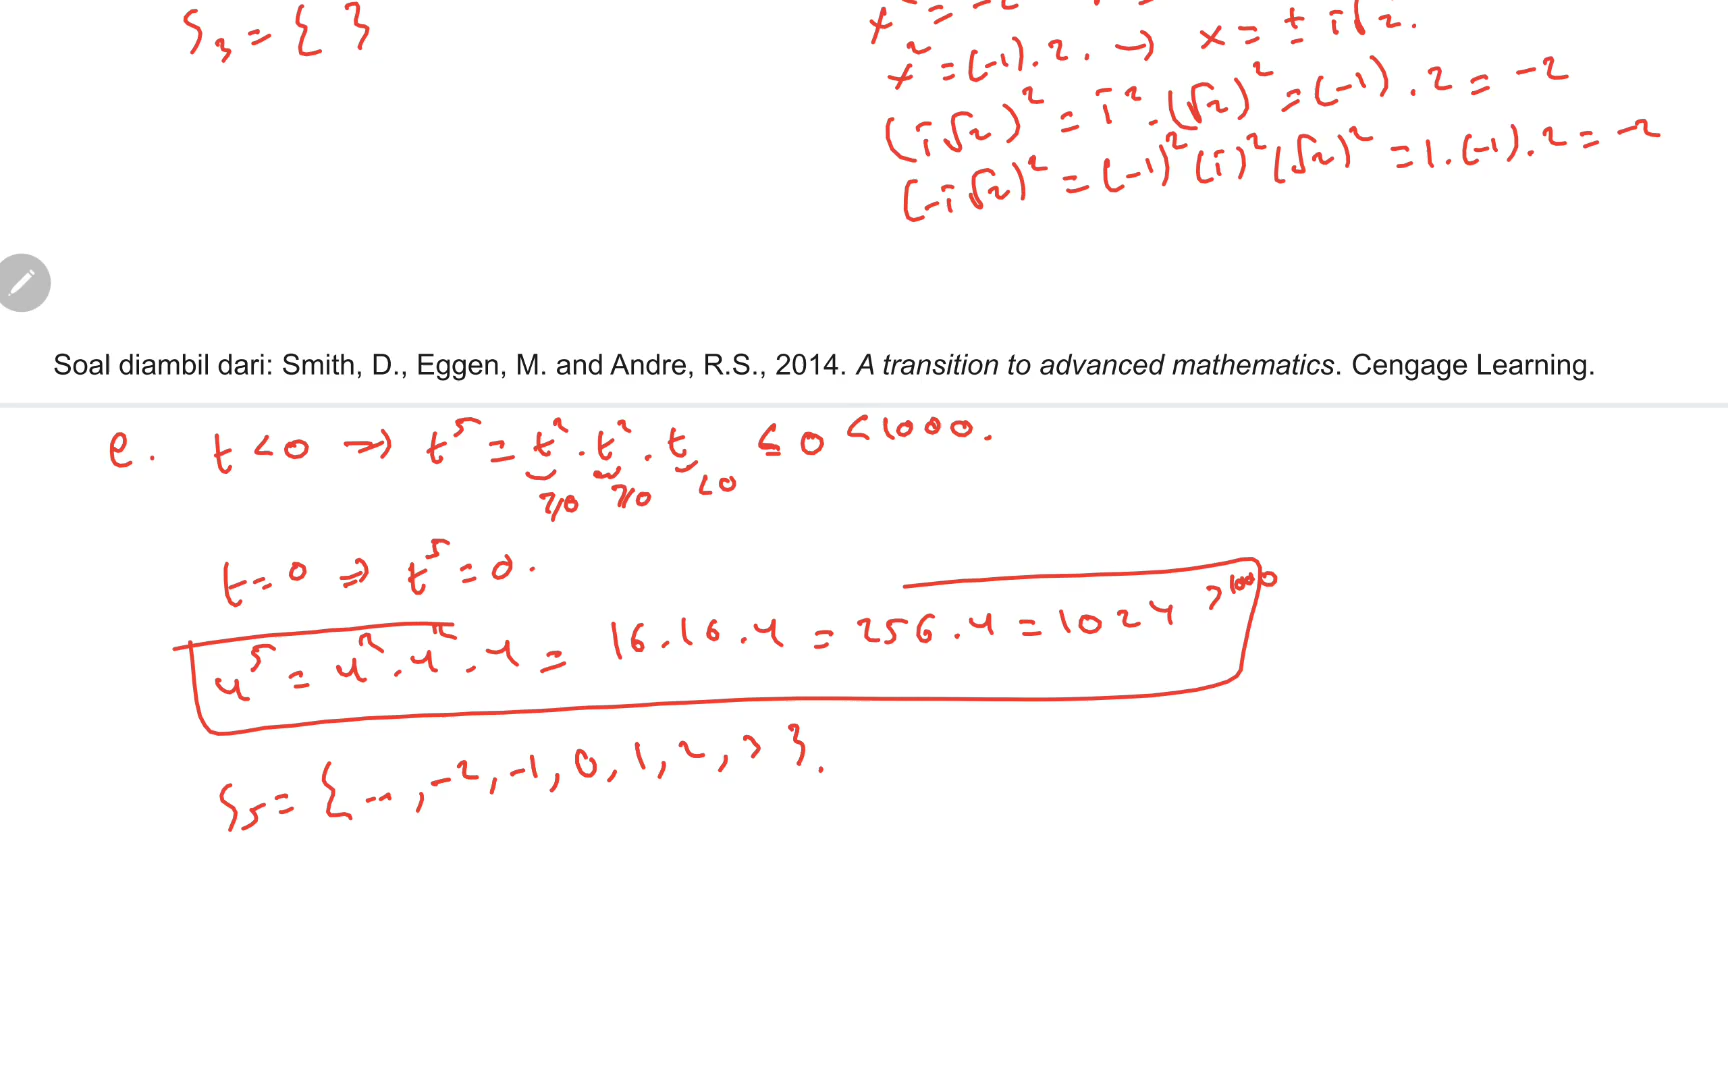 S₃ = { }
x² = -2
x² = (-1).2. → x = ± i√2.
(i√2)² = i².(√2)² = (-1).2 = -2
(-i√2)² = (-1)²(i)²(√2)² = 1.(-1).2 = -2
Soal diambil dari: Smith, D., Eggen, M. and Andre, R.S., 2014. A transition to advanced mathematics. Cengage Learning.
e. t < 0 ⇒ t⁵ = t².t².t ≤ 0 < 1000.
≥0 ≥0 <0
t = 0 ⇒ t⁵ = 0.
4⁵ = 4².4².4 = 16.16.4 = 256.4 = 1024 > 1000
S₅ = {..., -2, -1, 0, 1, 2, 3}.